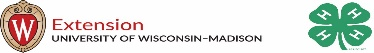 W
Extension
UNIVERSITY OF WISCONSIN–MADISON
H H H H